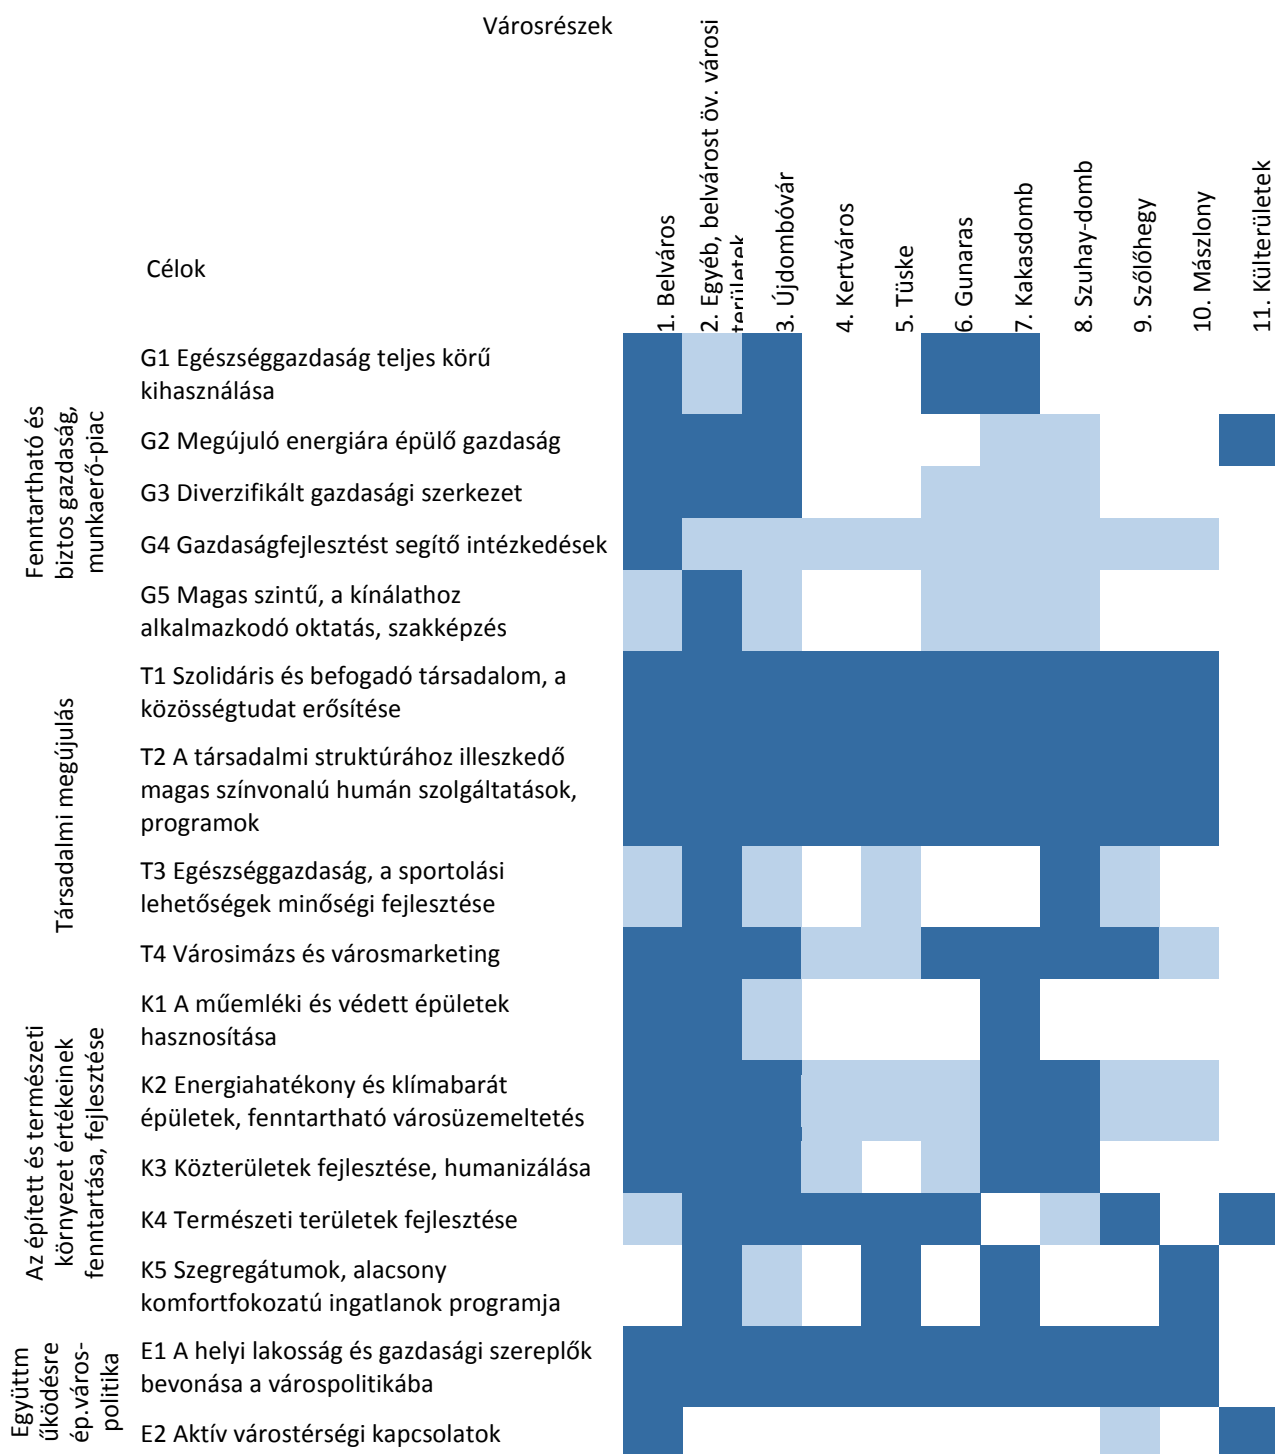 Városrészek
Célok
1. Belváros
2. Egyéb, belvárost öv. városi
területek
3. Újdombóvár
4. Kertváros
5. Tüske
6. Gunaras
7. Kakasdomb
8. Szuhay-domb
9. Szőlőhegy
10. Mászlony
11. Külterületek
Fenntartható és
biztos gazdaság,
munkaerő-piac
G1 Egészséggazdaság teljes körű
kihasználása
G2 Megújuló energiára épülő gazdaság
G3 Diverzifikált gazdasági szerkezet
G4 Gazdaságfejlesztést segítő intézkedések
G5 Magas szintű, a kínálathoz
alkalmazkodó oktatás, szakképzés
Társadalmi megújulás
T1 Szolidáris és befogadó társadalom, a
közösségtudat erősítése
T2 A társadalmi struktúrához illeszkedő
magas színvonalú humán szolgáltatások,
programok
T3 Egészséggazdaság, a sportolási
lehetőségek minőségi fejlesztése
T4 Városimázs és városmarketing
Az épített és természeti
környezet értékeinek
fenntartása, fejlesztése
K1 A műemléki és védett épületek
hasznosítása
K2 Energiahatékony és klímabarát
épületek, fenntartható városüzemeltetés
K3 Közterületek fejlesztése, humanizálása
K4 Természeti területek fejlesztése
K5 Szegregátumok, alacsony
komfortfokozatú ingatlanok programja
Együttm
űködésre
ép.város-
politika
E1 A helyi lakosság és gazdasági szereplők
bevonása a várospolitikába
E2 Aktív várostérségi kapcsolatok